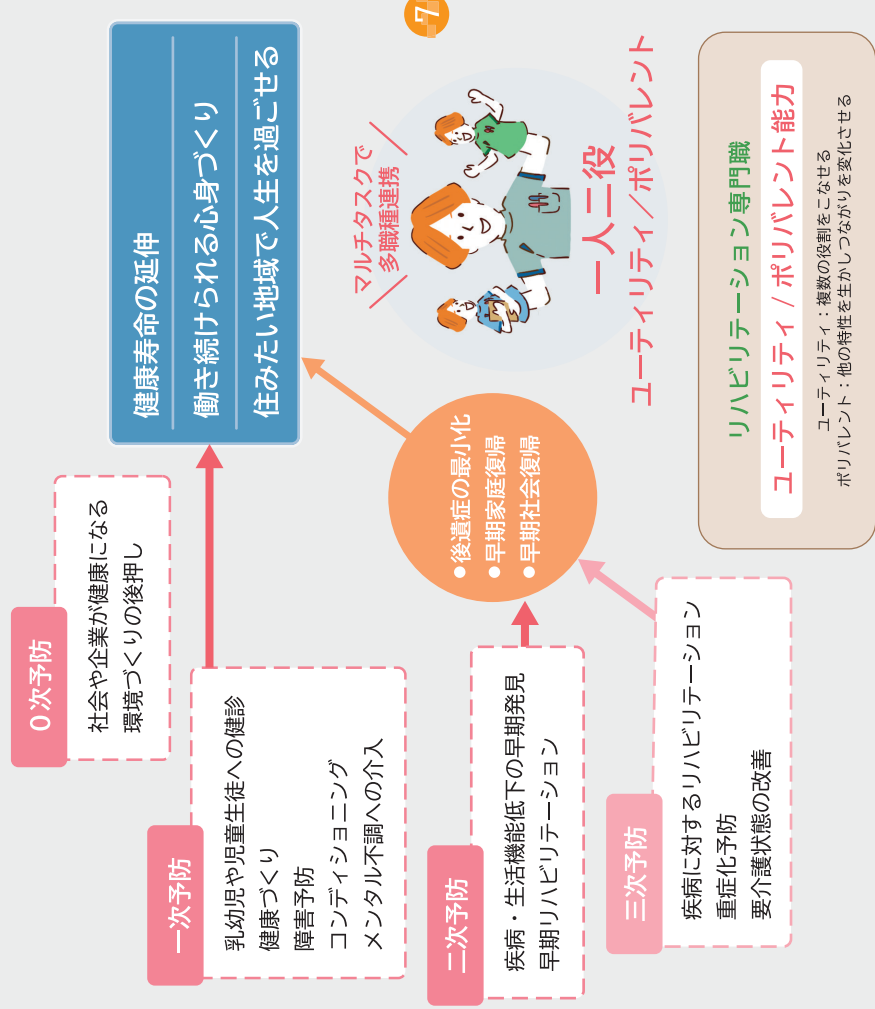 0次予防
社会や企業が健康になる
環境づくりの後押し
一次予防
乳幼児や児童生徒への健診
健康づくり
障害予防
コンディショニング
メンタル不調への介入
二次予防
疾病・生活機能低下の早期発見
早期リハビリテーション
三次予防
疾病に対するリハビリテーション
重症化予防
要介護状態の改善
●後遺症の最小化
●早期家庭復帰
●早期社会復帰
健康寿命の延伸
働き続けられる心身づくり
住みたい地域で人生を過ごせる
マルチタスクで
多職種連携
一人二役
ユーティリティ／ポリバレント
リハビリテーション専門職
ユーティリティ / ポリバレント能力
ユーティリティ：複数の役割をこなせる
ポリバレント：他の特性を生かしつながりを変化させる
7